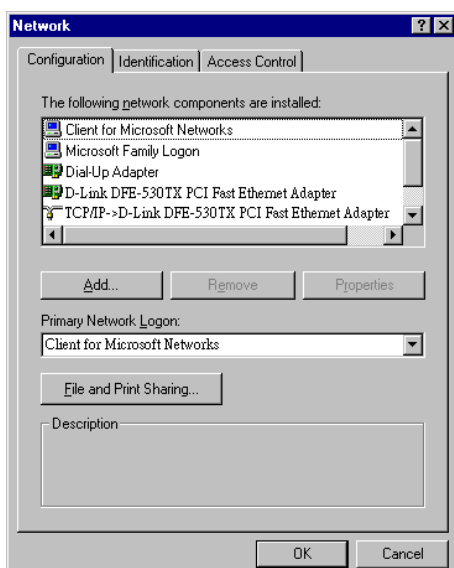 Network
Configuration Identification Access Control
The following network components are installed:
Client for Microsoft Networks
Microsoft Family Logon
Dial-Up Adapter
D-Link DFE-530TX PCI Fast Ethernet Adapter
TCP/IP->D-Link DFE-530TX PCI Fast Ethernet Adapter
Add... Remove Properties
Primary Network Logon:
Client for Microsoft Networks
File and Print Sharing...
Description
OK Cancel